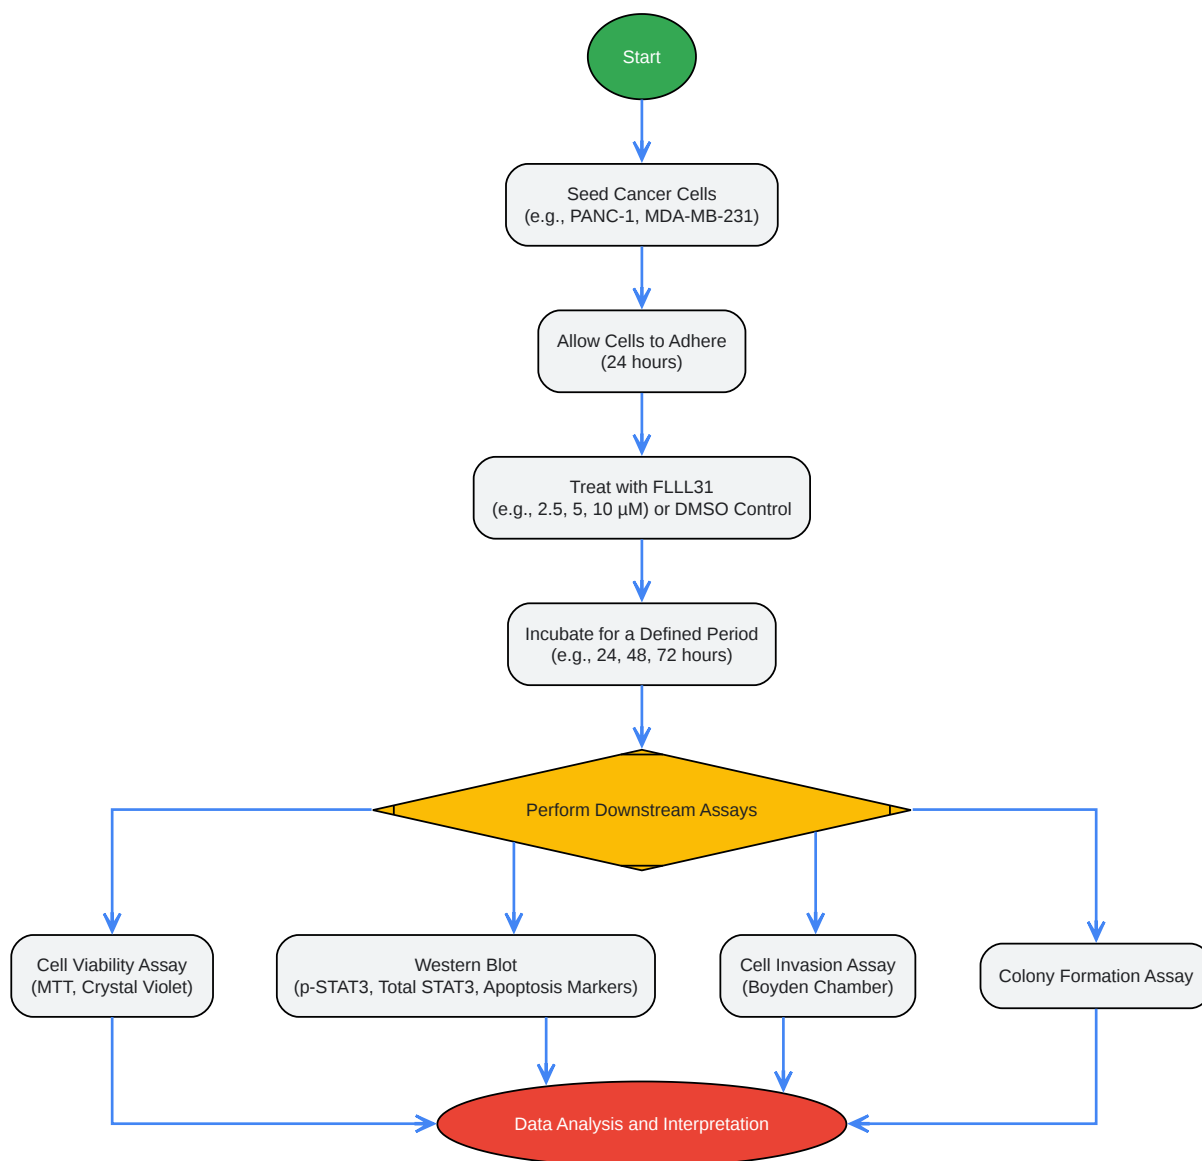 Start
Seed Cancer Cells
(e.g., PANC-1, MDA-MB-231)
Allow Cells to Adhere
(24 hours)
Treat with FLLL31
(e.g., 2.5, 5, 10 µM) or DMSO Control
Incubate for a Defined Period
(e.g., 24, 48, 72 hours)
Perform Downstream Assays
Cell Viability Assay
(MTT, Crystal Violet)
Western Blot
(p-STAT3, Total STAT3, Apoptosis Markers)
Cell Invasion Assay
(Boyden Chamber)
Colony Formation Assay
Data Analysis and Interpretation